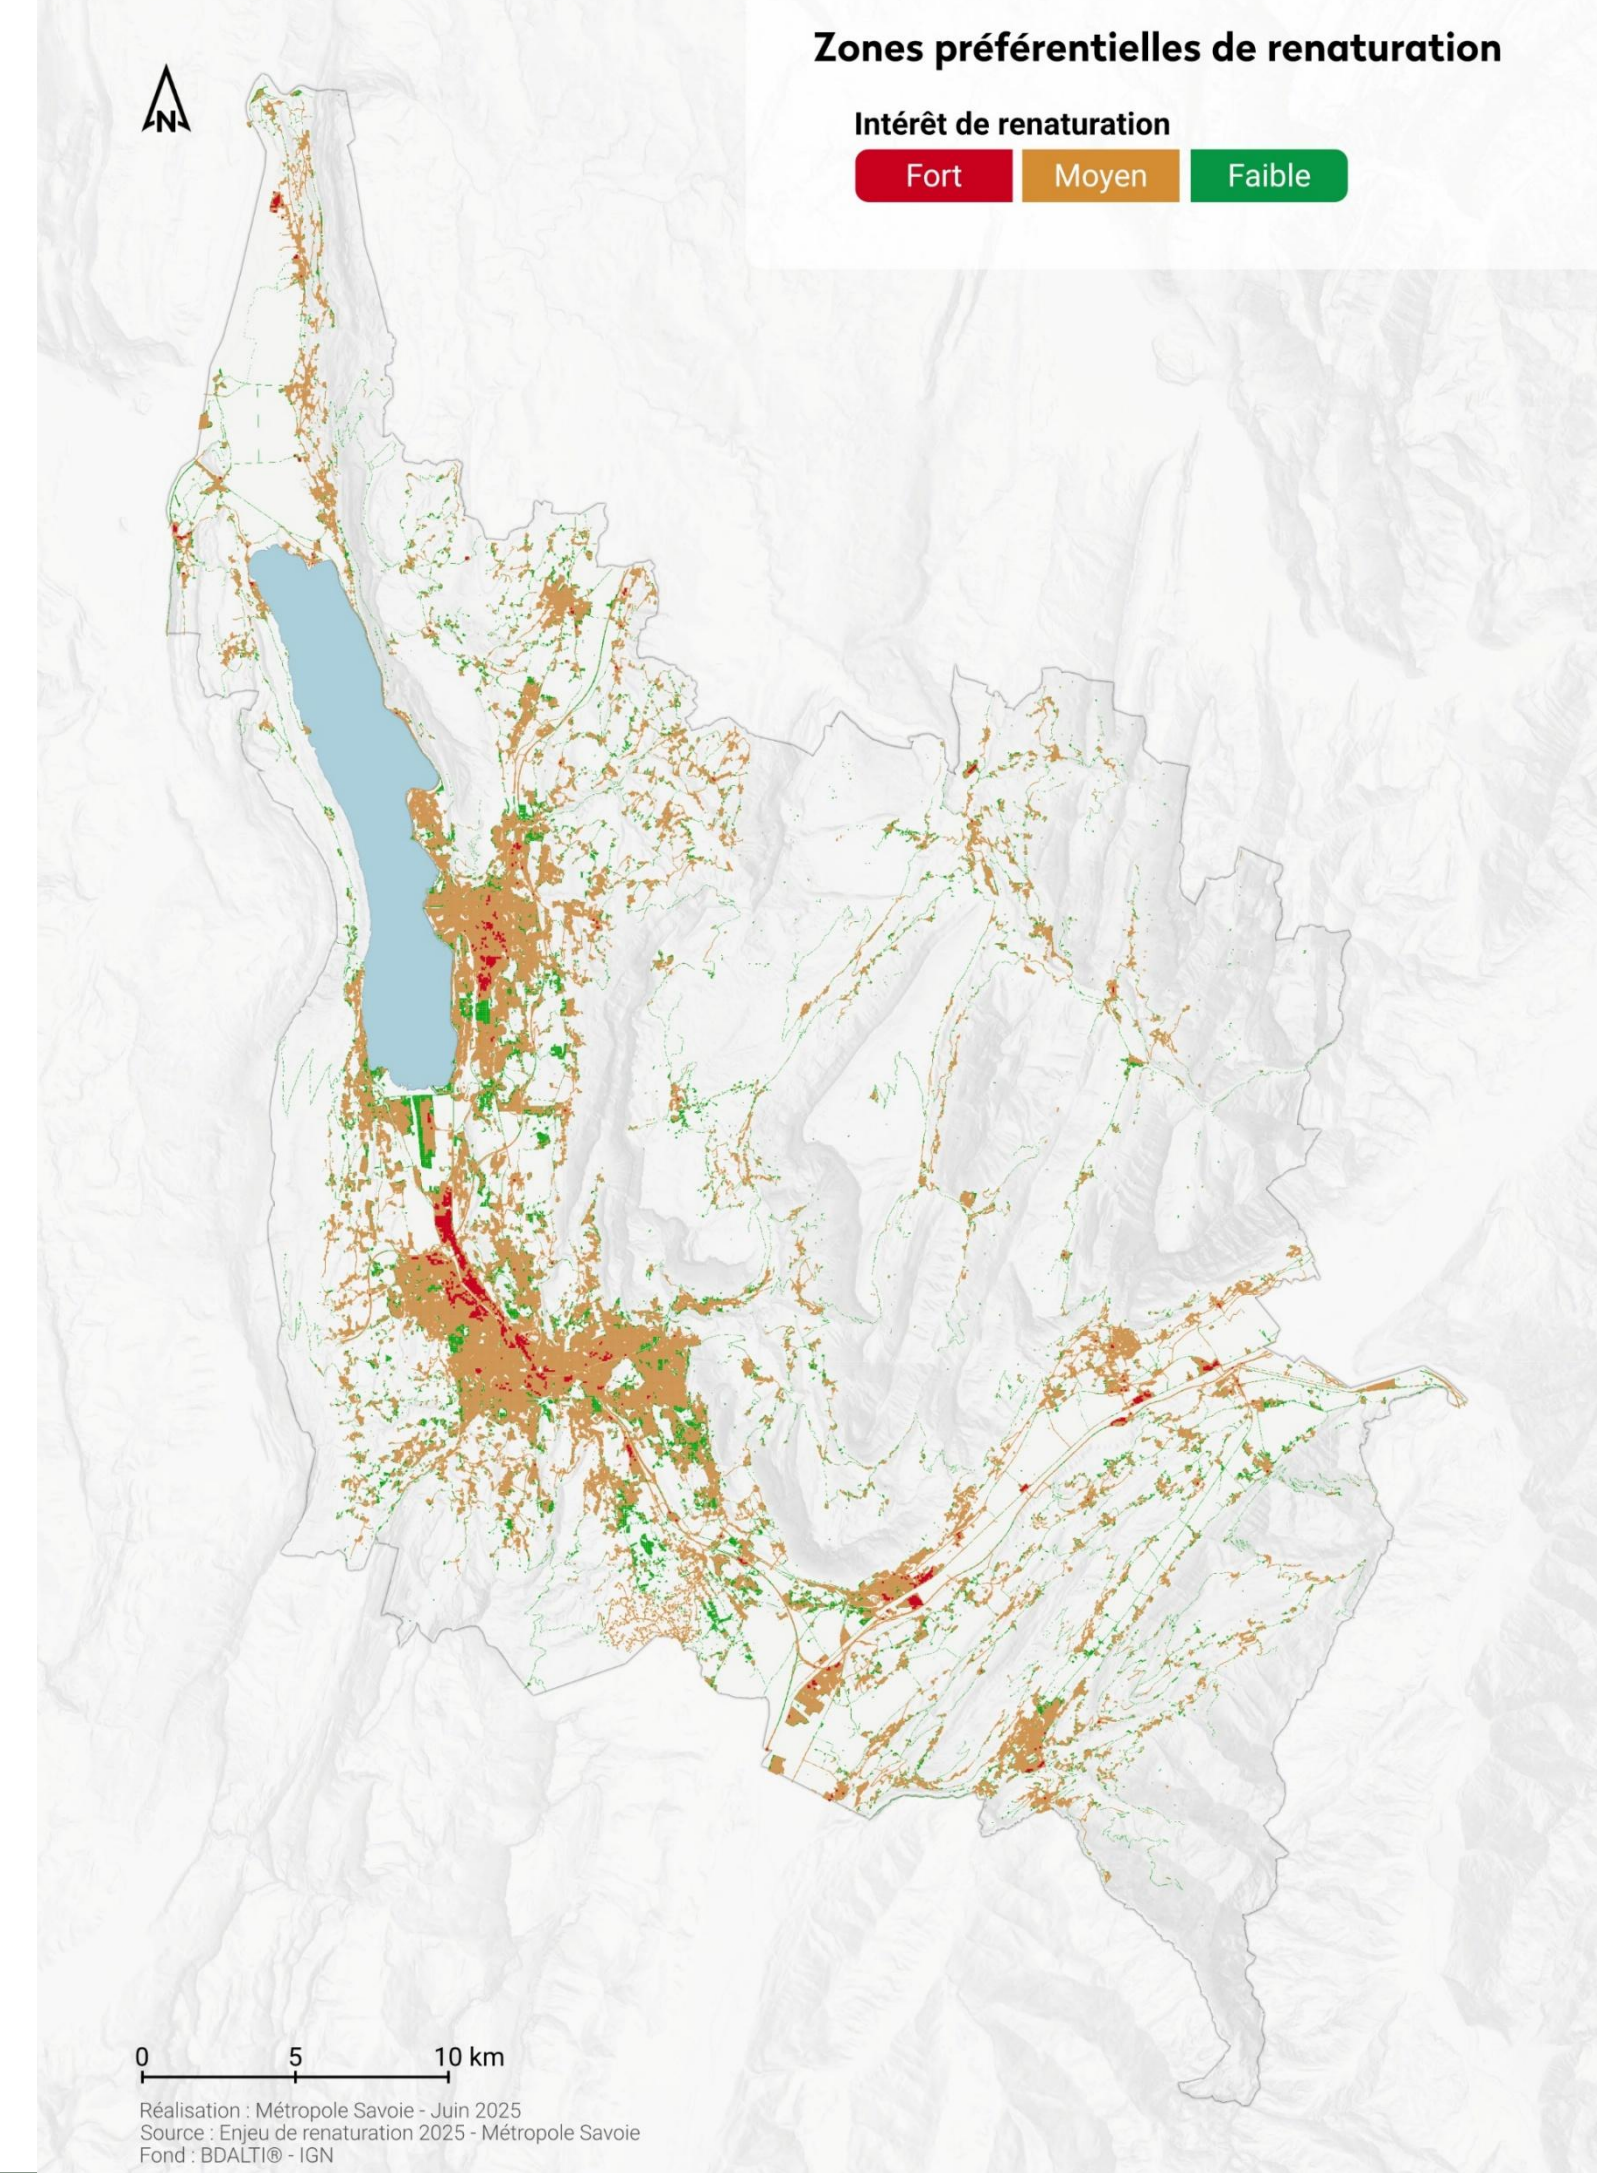 Zones préférentielles de renaturation
Intérêt de renaturation
Fort Moyen Faible
N
0 5 10 km
Réalisation : Métropole Savoie - Juin 2025
Source : Enjeu de renaturation 2025 - Métropole Savoie
Fond : BDALTI® - IGN